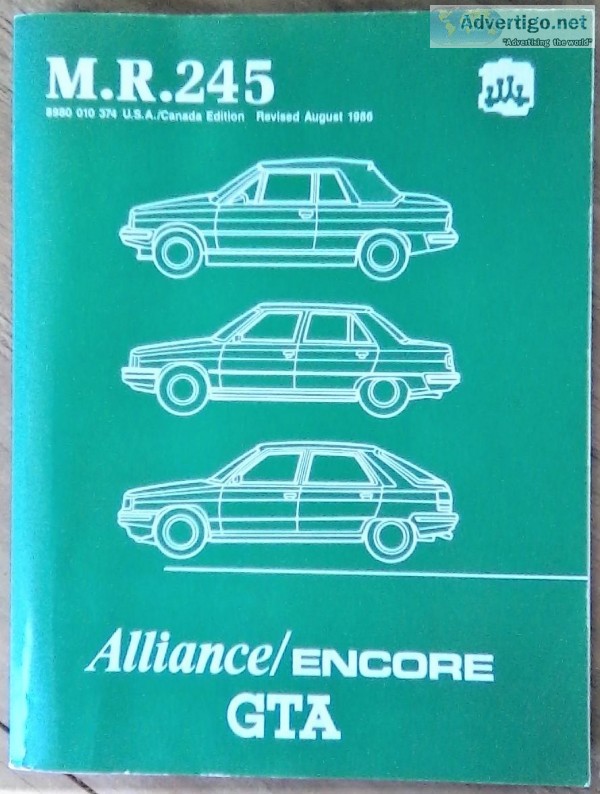 Advertigo.net
"Advertising the world"
M.R.245
8980 010 374 U.S.A./Canada Edition Revised August 1986
Alliance/ENCORE
GTA